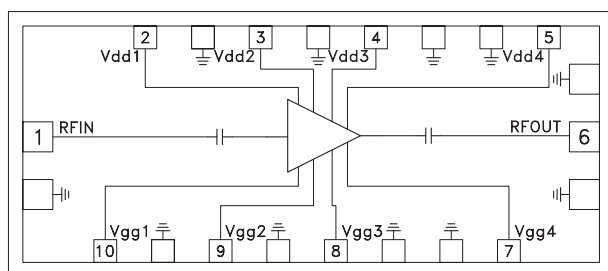 2 3 4 5
Vdd1 Vdd2 Vdd3 Vdd4
1 RFIN RFOUT 6
Vgg1 Vgg2 Vgg3 Vgg4
10 9 8 7